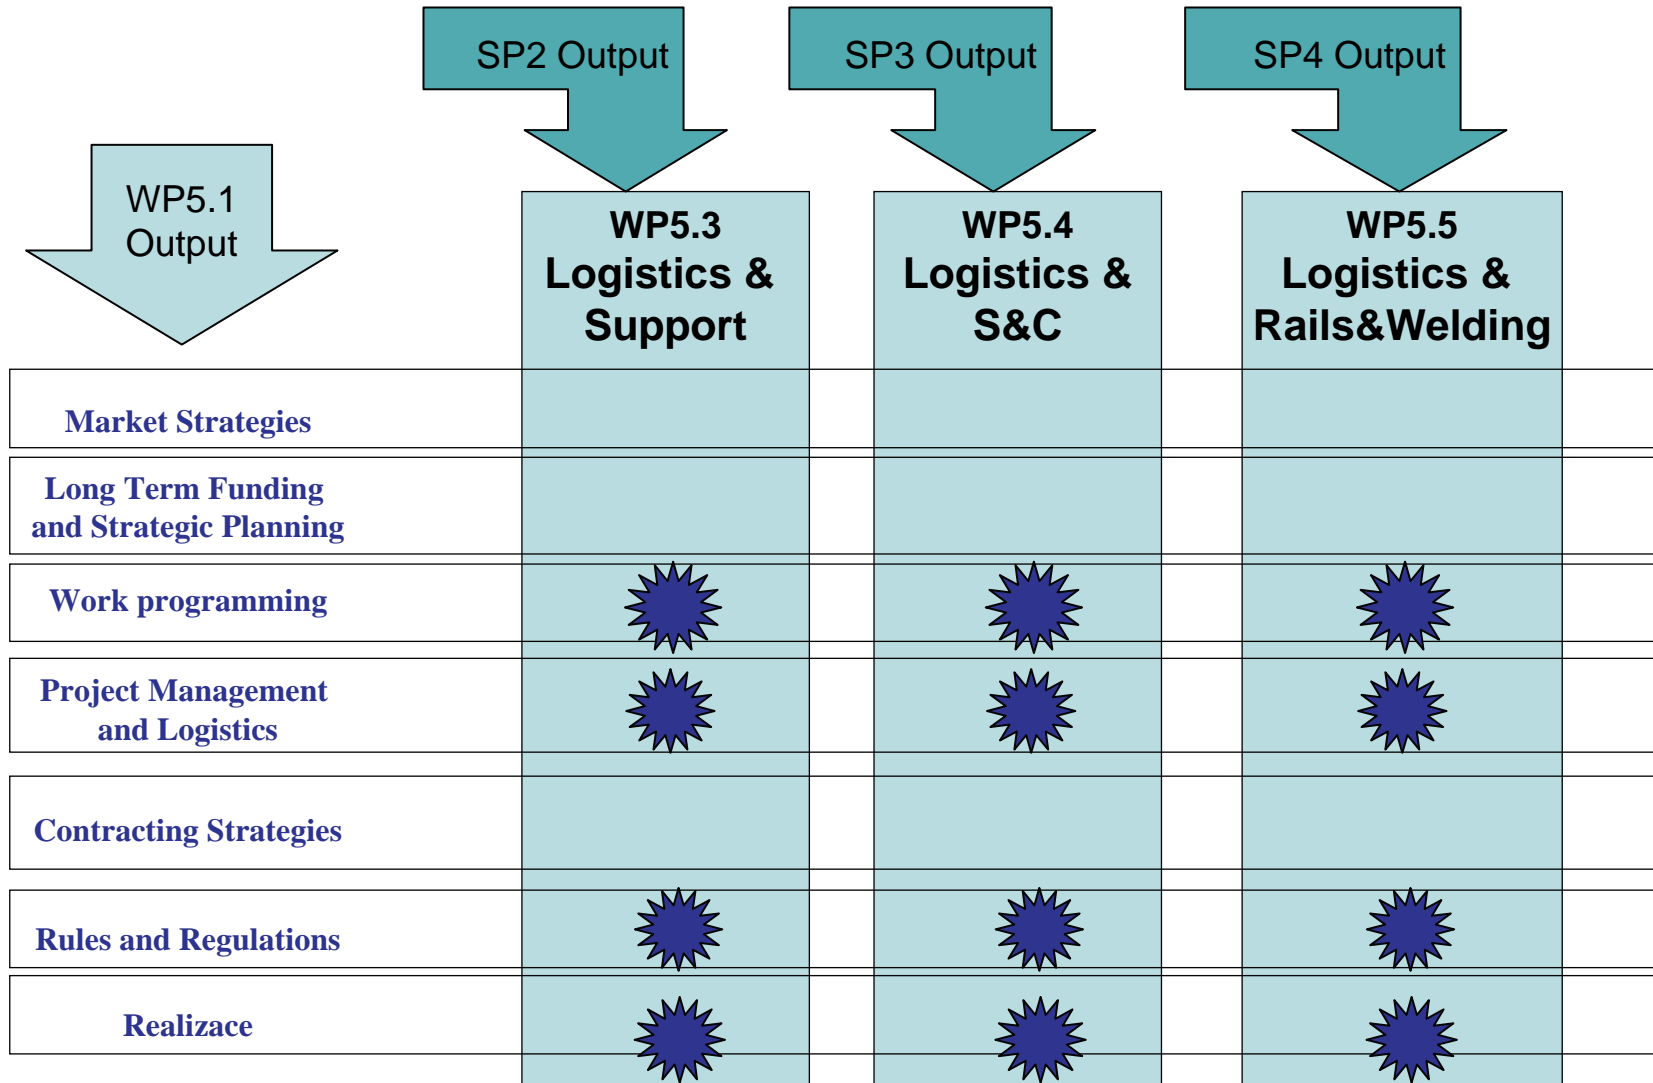 SP2 Output
SP3 Output
SP4 Output
WP5.1
Output
WP5.3
Logistics &
Support
WP5.4
Logistics &
S&C
WP5.5
Logistics &
Rails&Welding
Market Strategies
Long Term Funding
and Strategic Planning
Work programming
Project Management
and Logistics
Contracting Strategies
Rules and Regulations
Realizace